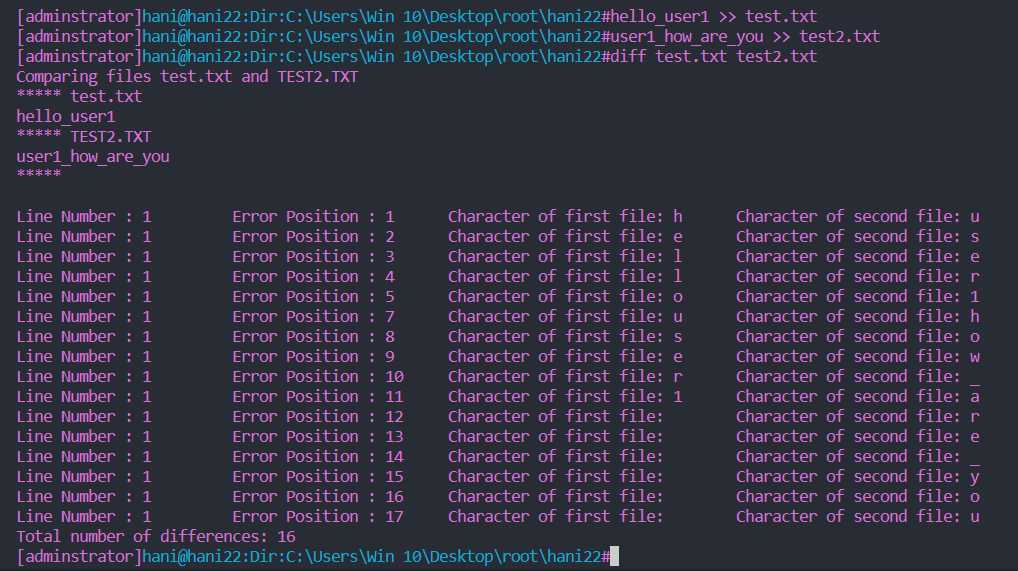 [adminstrator]hani@hani22:Dir:C:\Users\Win 10\Desktop\root\hani22#hello_user1 >> test.txt
[adminstrator]hani@hani22:Dir:C:\Users\Win 10\Desktop\root\hani22#user1_how_are_you >> test2.txt
[adminstrator]hani@hani22:Dir:C:\Users\Win 10\Desktop\root\hani22#diff test.txt test2.txt
Comparing files test.txt and TEST2.TXT
***** test.txt
hello_user1
***** TEST2.TXT
user1_how_are_you
*****
Line Number : 1 Error Position : 1 Character of first file: h Character of second file: u
Line Number : 1 Error Position : 2 Character of first file: e Character of second file: s
Line Number : 1 Error Position : 3 Character of first file: l Character of second file: e
Line Number : 1 Error Position : 4 Character of first file: l Character of second file: r
Line Number : 1 Error Position : 5 Character of first file: o Character of second file: 1
Line Number : 1 Error Position : 7 Character of first file: u Character of second file: h
Line Number : 1 Error Position : 8 Character of first file: s Character of second file: o
Line Number : 1 Error Position : 9 Character of first file: e Character of second file: w
Line Number : 1 Error Position : 10 Character of first file: r Character of second file: _
Line Number : 1 Error Position : 11 Character of first file: 1 Character of second file: a
Line Number : 1 Error Position : 12 Character of first file: Character of second file: r
Line Number : 1 Error Position : 13 Character of first file: Character of second file: e
Line Number : 1 Error Position : 14 Character of first file: Character of second file: _
Line Number : 1 Error Position : 15 Character of first file: Character of second file: y
Line Number : 1 Error Position : 16 Character of first file: Character of second file: o
Line Number : 1 Error Position : 17 Character of first file: Character of second file: u
Total number of differences: 16
[adminstrator]hani@hani22:Dir:C:\Users\Win 10\Desktop\root\hani22#